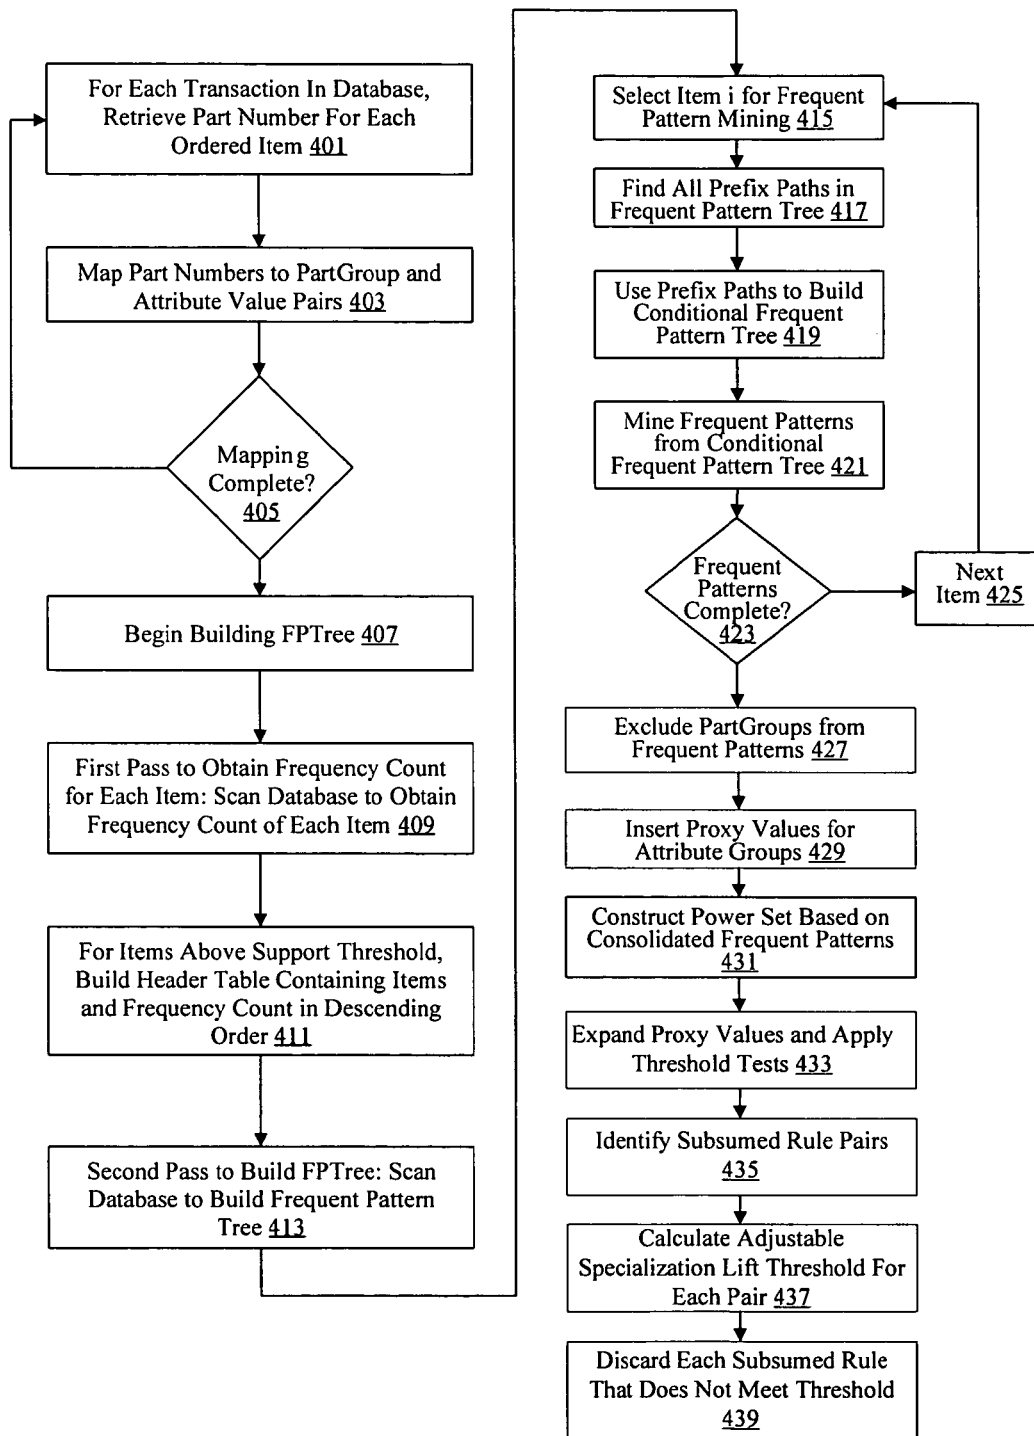 For Each Transaction In Database,
Retrieve Part Number For Each
Ordered Item 401
Map Part Numbers to PartGroup and
Attribute Value Pairs 403
Mapping
Complete?
405
Begin Building FPTree 407
First Pass to Obtain Frequency Count
for Each Item: Scan Database to Obtain
Frequency Count of Each Item 409
For Items Above Support Threshold,
Build Header Table Containing Items
and Frequency Count in Descending
Order 411
Second Pass to Build FPTree: Scan
Database to Build Frequent Pattern
Tree 413
Select Item i for Frequent
Pattern Mining 415
Find All Prefix Paths in
Frequent Pattern Tree 417
Use Prefix Paths to Build
Conditional Frequent
Pattern Tree 419
Mine Frequent Patterns
from Conditional
Frequent Pattern Tree 421
Frequent
Patterns
Complete?
423
Next
Item 425
Exclude PartGroups from
Frequent Patterns 427
Insert Proxy Values for
Attribute Groups 429
Construct Power Set Based on
Consolidated Frequent Patterns
431
Expand Proxy Values and Apply
Threshold Tests 433
Identify Subsumed Rule Pairs
435
Calculate Adjustable
Specialization Lift Threshold For
Each Pair 437
Discard Each Subsumed Rule
That Does Not Meet Threshold
439